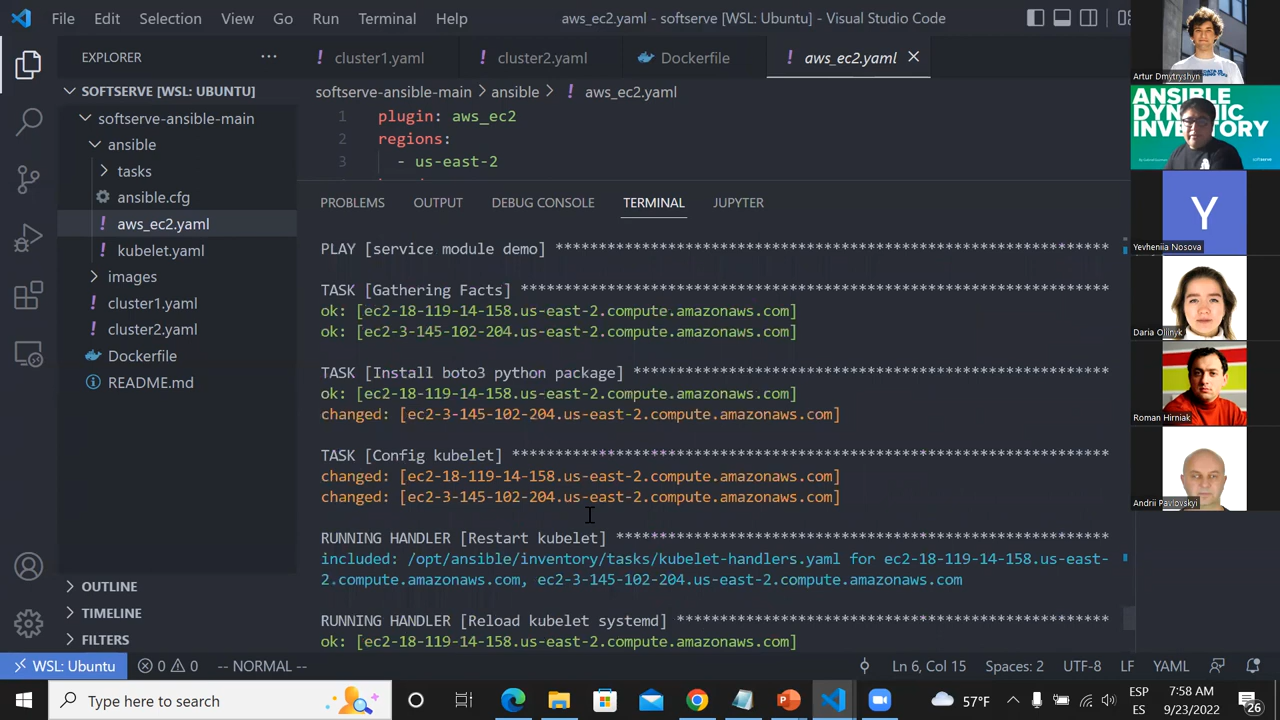 File Edit Selection View Go Run Terminal Help
aws_ec2.yaml - softserve [WSL: Ubuntu] - Visual Studio Code
EXPLORER
SOFTSERVE [WSL: UBUNTU]
softserve-ansible-main
ansible
tasks
ansible.cfg
aws_ec2.yaml
kubelet.yaml
images
cluster1.yaml
cluster2.yaml
Dockerfile
README.md
OUTLINE
TIMELINE
FILTERS
cluster1.yaml cluster2.yaml Dockerfile aws_ec2.yaml
softserve-ansible-main > ansible > aws_ec2.yaml
1 plugin: aws_ec2
2 regions:
3 - us-east-2
PROBLEMS OUTPUT DEBUG CONSOLE TERMINAL JUPYTER
PLAY [service module demo] *****************************************************
TASK [Gathering Facts] *********************************************************
ok: [ec2-18-119-14-158.us-east-2.compute.amazonaws.com]
ok: [ec2-3-145-102-204.us-east-2.compute.amazonaws.com]
TASK [Install boto3 python package] ********************************************
ok: [ec2-18-119-14-158.us-east-2.compute.amazonaws.com]
changed: [ec2-3-145-102-204.us-east-2.compute.amazonaws.com]
TASK [Config kubelet] **********************************************************
changed: [ec2-18-119-14-158.us-east-2.compute.amazonaws.com]
changed: [ec2-3-145-102-204.us-east-2.compute.amazonaws.com]
RUNNING HANDLER [Restart kubelet] **********************************************
included: /opt/ansible/inventory/tasks/kubelet-handlers.yaml for ec2-18-119-14-158.us-east-
2.compute.amazonaws.com, ec2-3-145-102-204.us-east-2.compute.amazonaws.com
RUNNING HANDLER [Reload kubelet systemd] ***************************************
ok: [ec2-18-119-14-158.us-east-2.compute.amazonaws.com]
WSL: Ubuntu 0 0 -- NORMAL -- Ln 6, Col 15 Spaces: 2 UTF-8 LF YAML
Type here to search
57°F
ESP
ES
7:58 AM
9/23/2022
26
Artur Dmytryshyn
ANSIBLE
DYNAMIC
INVENTORY
softserve
Y
Yevheniia Nosova
Daria Oliinyk
Roman Hirniak
Andrii Pavlovskyi